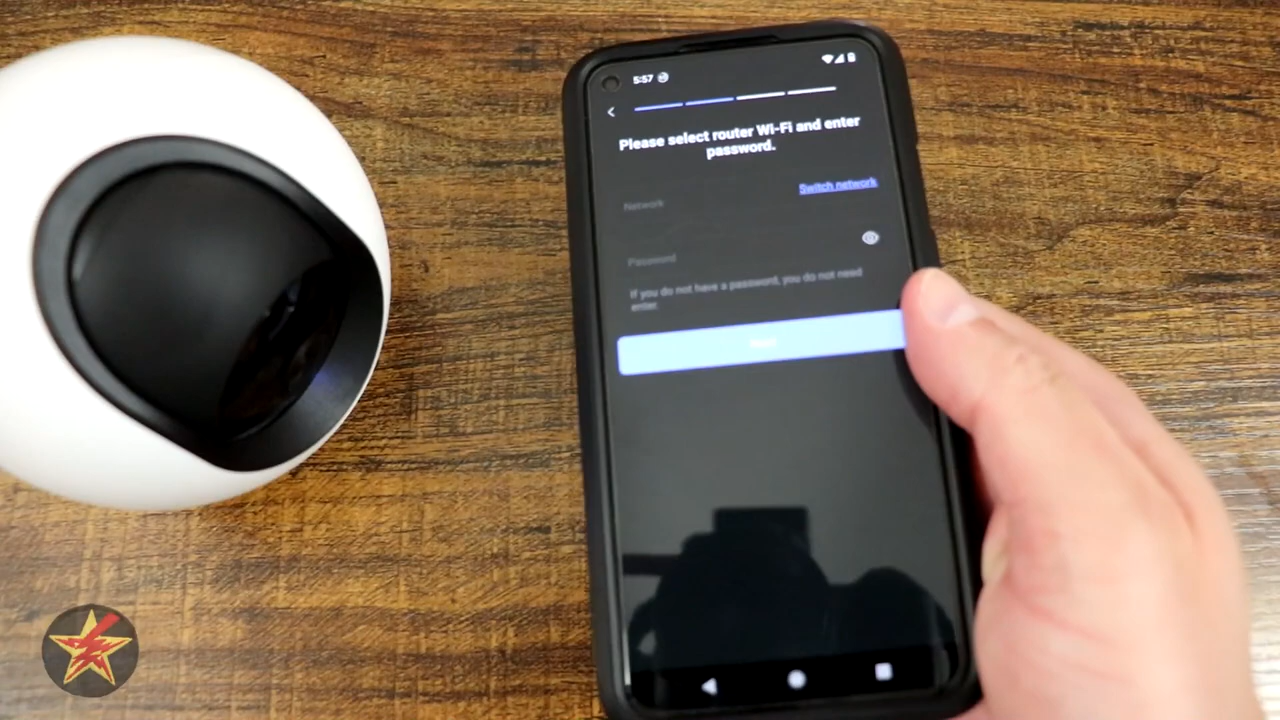 5:57
Please select router Wi-Fi and enter
password.
Switch network
Network
Password
If you do not have a password, you do not need
enter.